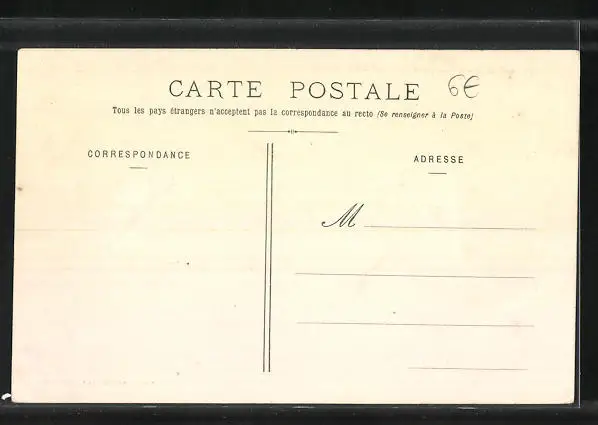 CARTE POSTALE 6€
Tous les pays étrangers n'acceptent pas la correspondance au recto (Se renseigner à la Poste)
CORRESPONDANCE
ADRESSE
M